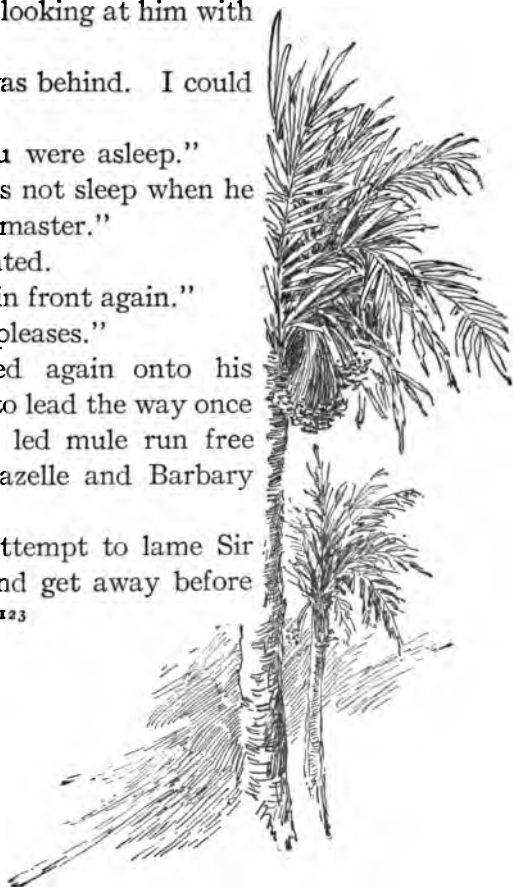 looking at him with
as behind. I could
were asleep."
s not sleep when he
master."
ted.
in front again."
pleases."
ed again onto his
to lead the way once
led mule run free
azelle and Barbary
ttempt to lame Sir
nd get away before
123